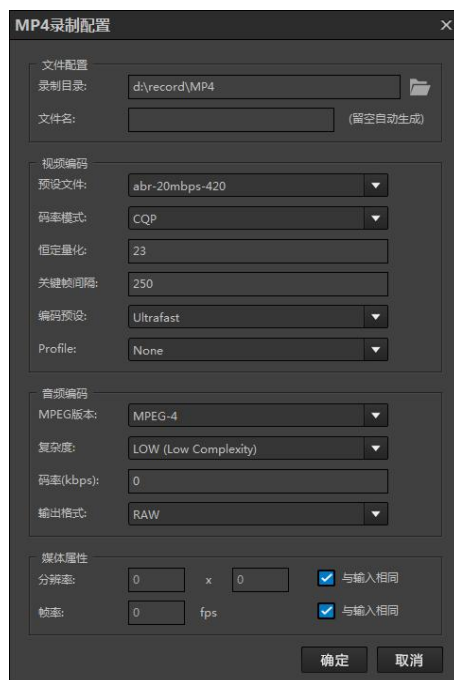 MP4录制配置
文件配置
录制目录: d:\record\MP4
文件名: (留空自动生成)
视频编码
预设文件: abr-20mbps-420
码率模式: CQP
恒定量化: 23
关键帧间隔: 250
编码预设: Ultrafast
Profile: None
音频编码
MPEG版本: MPEG-4
复杂度: LOW (Low Complexity)
码率(kbps): 0
输出格式: RAW
媒体属性
分辨率: 0 x 0 与输入相同
帧率: 0 fps 与输入相同
确定 取消